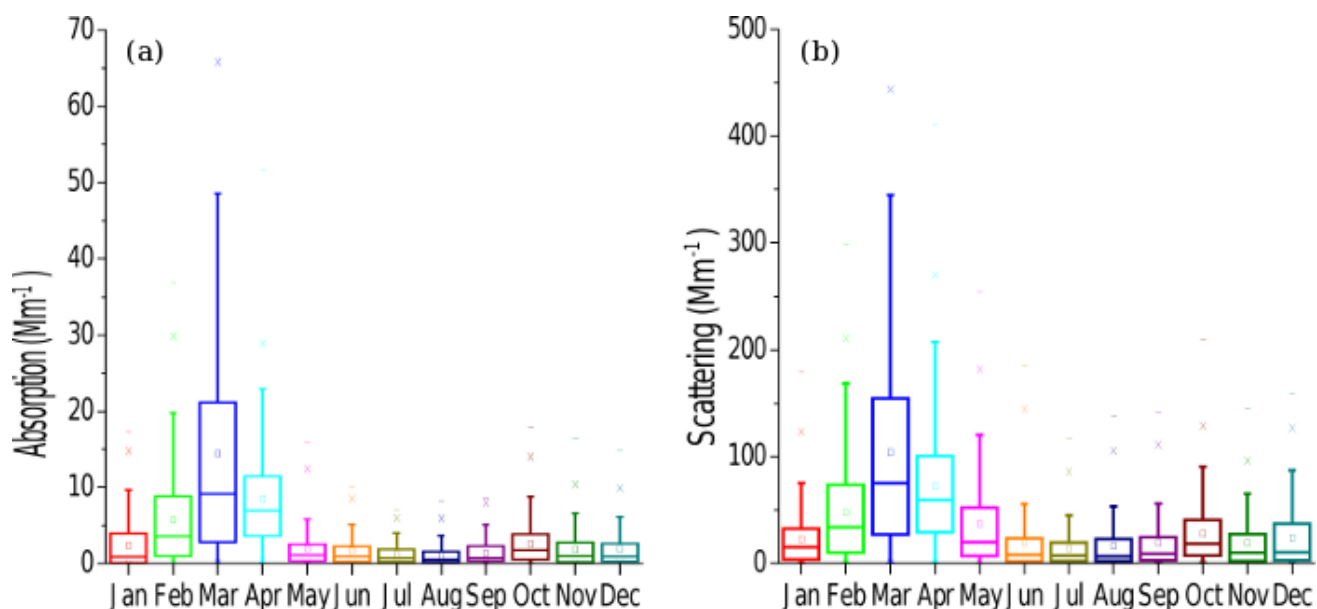 (a)
Absorption (Mm-1)
70
60
50
40
30
20
10
0
Jan Feb Mar Apr May Jun Jul Aug Sep Oct Nov Dec
(b)
Scattering (Mm-1)
500
400
300
200
100
0
Jan Feb Mar Apr May Jun Jul Aug Sep Oct Nov Dec